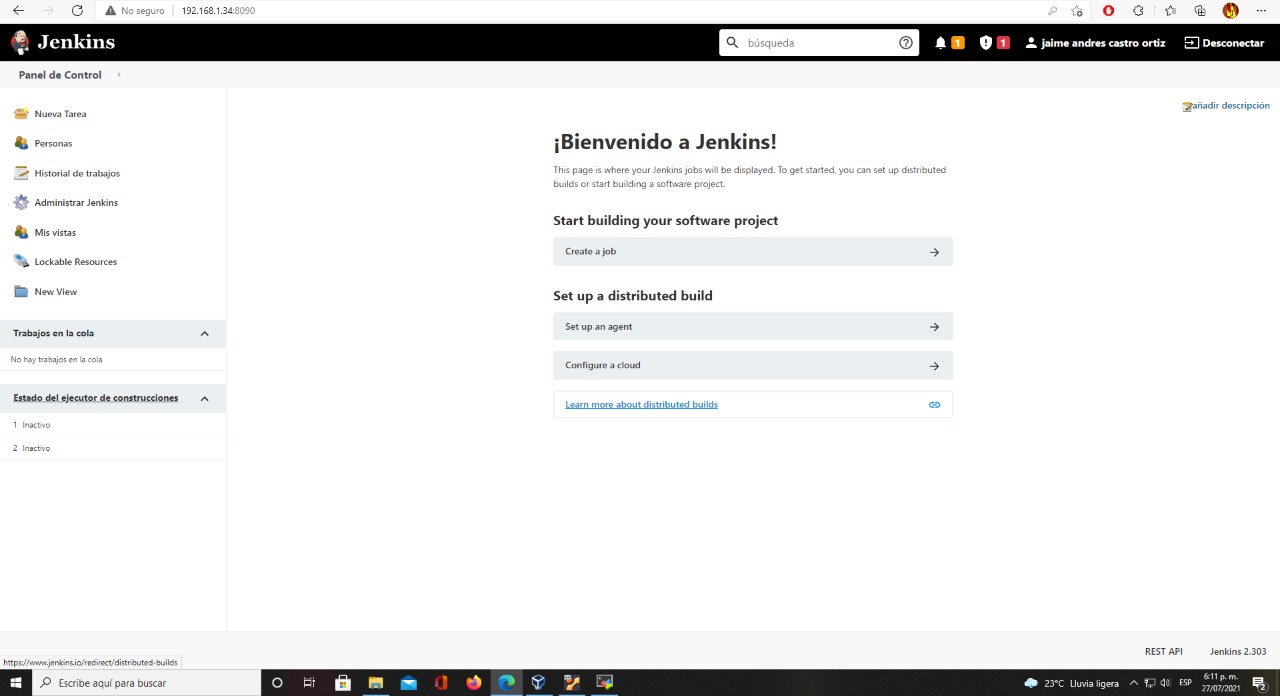 No seguro
192.168.1.34:8090
Jenkins
búsqueda
1
1
jaime andres castro ortiz
Desconectar
Panel de Control
Nueva Tarea
Personas
Historial de trabajos
Administrar Jenkins
Mis vistas
Lockable Resources
New View
Trabajos en la cola
No hay trabajos en la cola
Estado del ejecutor de construcciones
1 Inactivo
2 Inactivo
añadir descripción
¡Bienvenido a Jenkins!
This page is where your Jenkins jobs will be displayed. To get started, you can set up distributed
builds or start building a software project.
Start building your software project
Create a job
Set up a distributed build
Set up an agent
Configure a cloud
Learn more about distributed builds
REST API
Jenkins 2.303
https://www.jenkins.io/redirect/distributed-builds
Escribe aquí para buscar
23°C Lluvia ligera
ESP
6:11 p. m.
27/07/2021
2